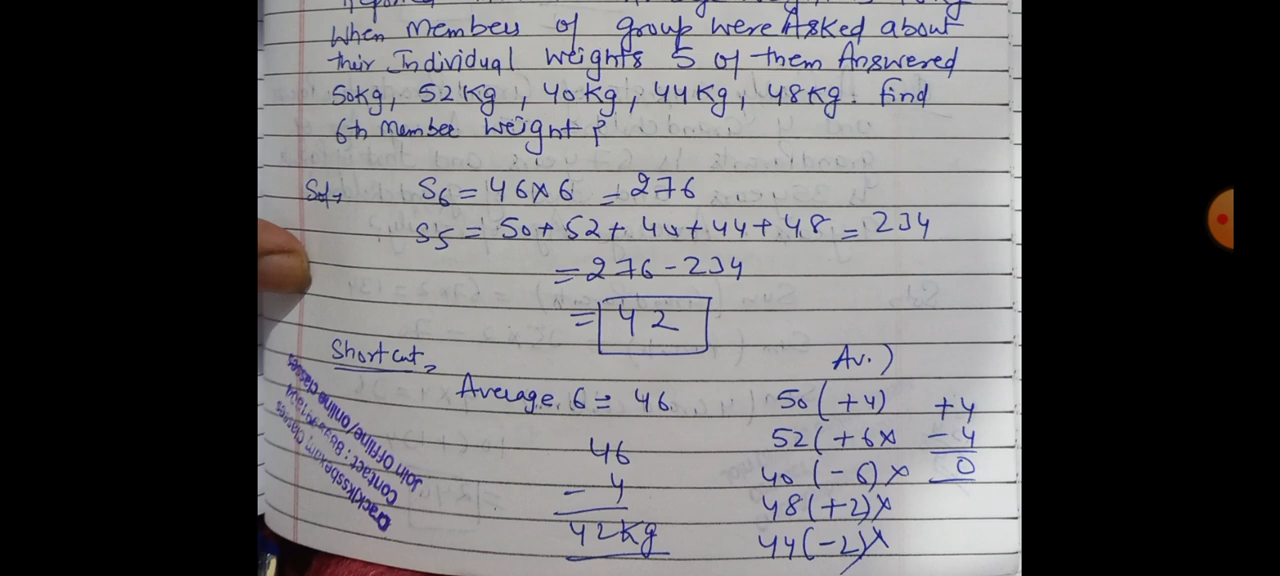 When Members of group were Asked about
their Individual weights 5 of them Answered
50kg, 52Kg, 40Kg, 44Kg, 48Kg. find
6th Member weight ?
Sol→ S6 = 46×6 = 276
S5 = 50+52+40+44+48 = 234
= 276-234
= 42
Shortcut
Average 6 = 46
46
- 4
42kg
Av.)
50(+4)
52(+6×
40(-6)×
48(+2)×
44(-2)×
+4
-4
0
Crackjkssbexam classes
Contact :
Join Offline/online classes